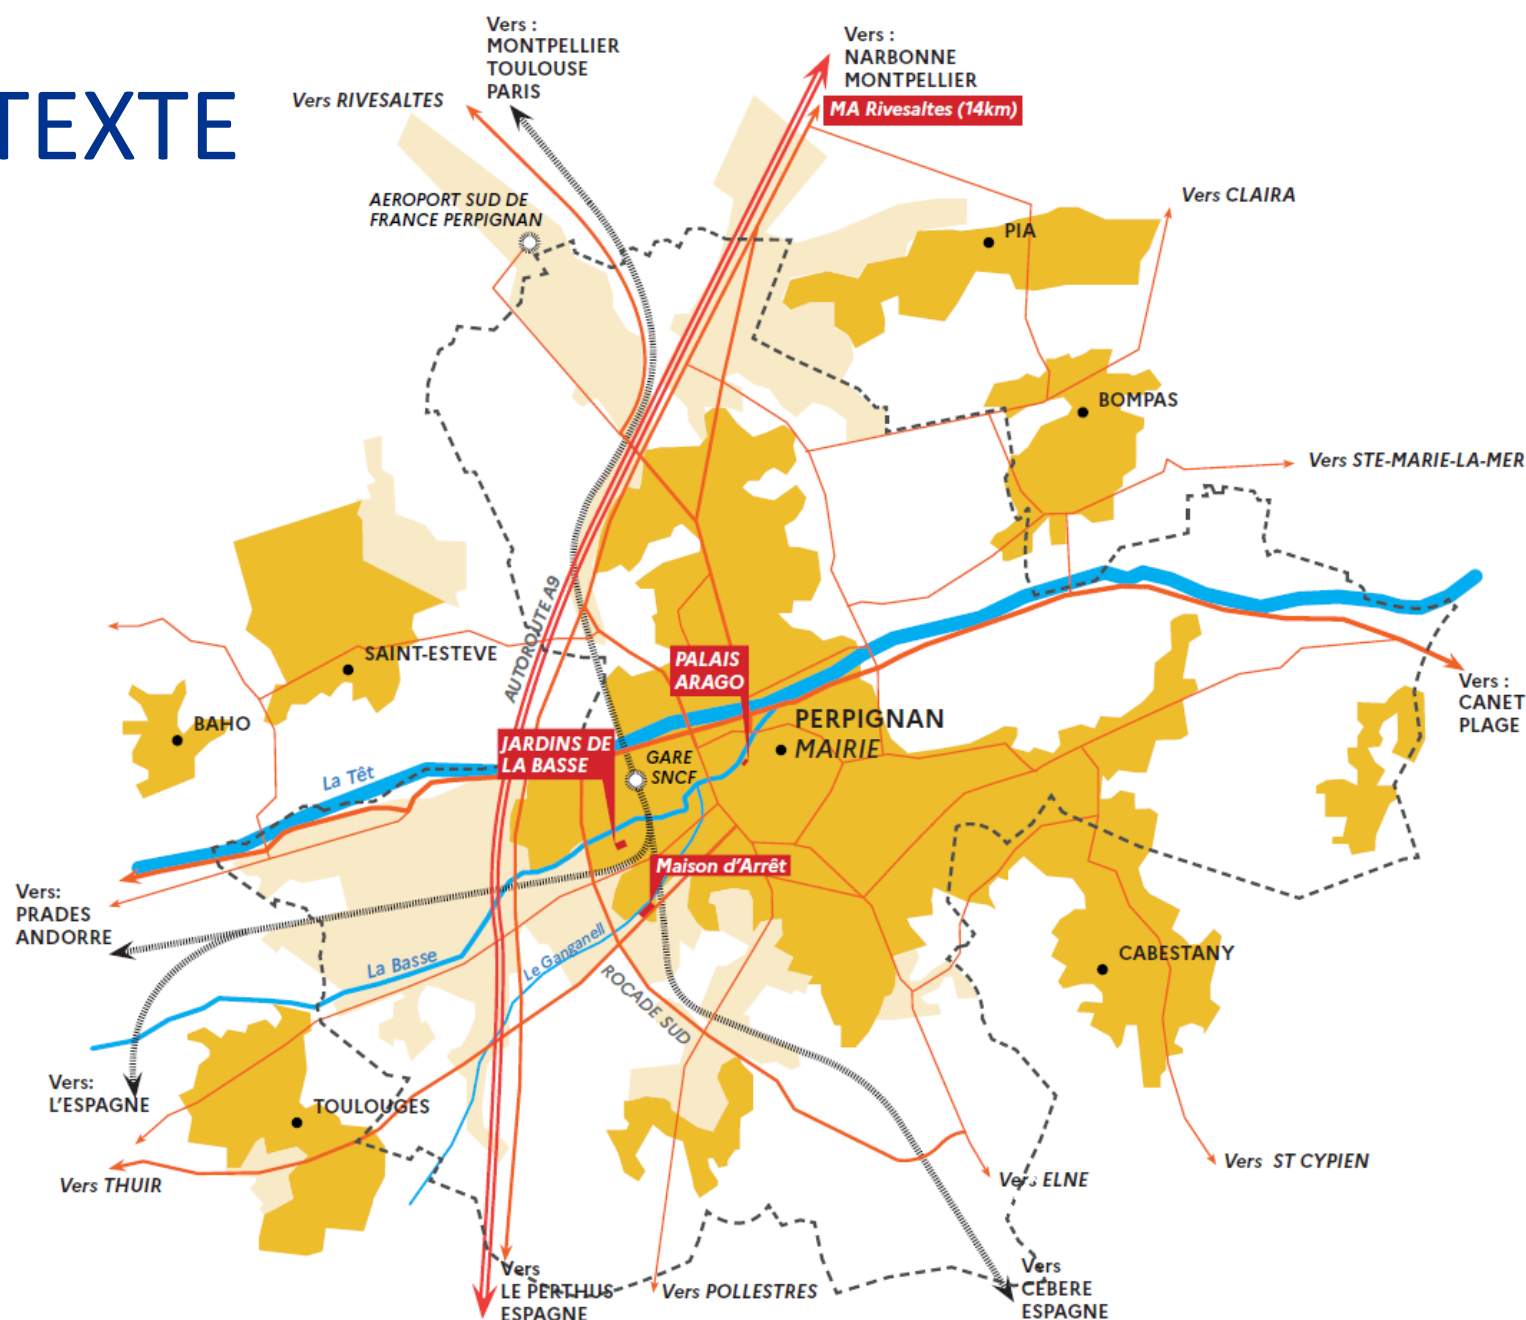 TEXTE
Vers :
MONTPELLIER
TOULOUSE
PARIS
Vers :
NARBONNE
MONTPELLIER
MA Rivesaltes (14km)
Vers RIVESALTES
AEROPORT SUD DE
FRANCE PERPIGNAN
Vers CLAIRA
PIA
BOMPAS
Vers STE-MARIE-LA-MER
AUTOROUTE A9
SAINT-ESTEVE
BAHO
PALAIS
ARAGO
PERPIGNAN
MAIRIE
Vers :
CANET
PLAGE
JARDINS DE
LA BASSE
GARE
SNCF
La Têt
Maison d'Arrêt
Vers:
PRADES
ANDORRE
La Basse
Le Ganganell
ROCADE SUD
CABESTANY
Vers:
L'ESPAGNE
TOULOUGES
Vers THUIR
Vers ELNE
Vers ST CYPIEN
Vers
LE PERTHUS
ESPAGNE
Vers POLLESTRES
Vers
CEBERE
ESPAGNE